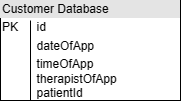 Customer Database
PK id
dateOfApp
timeOfApp
therapistOfApp
patientId